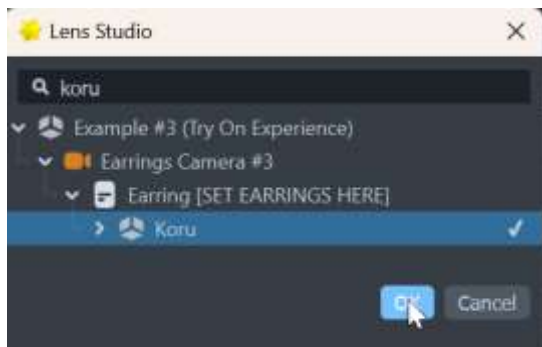 Lens Studio
koru
Example #3 (Try On Experience)
Earrings Camera #3
Earring [SET EARRINGS HERE]
Koru
OK Cancel